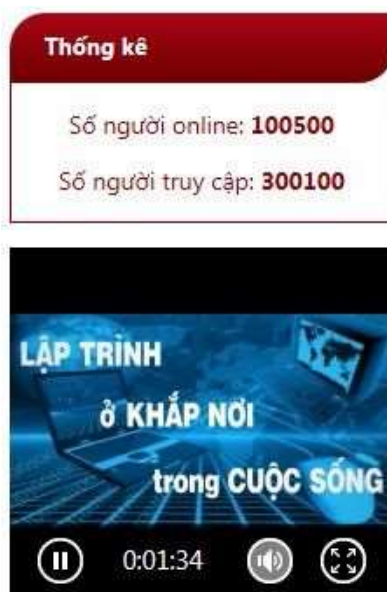 Thống kê
Số người online: 100500
Số người truy cập: 300100
LẬP TRÌNH
ở KHẮP NƠI
trong CUỘC SỐNG
0:01:34